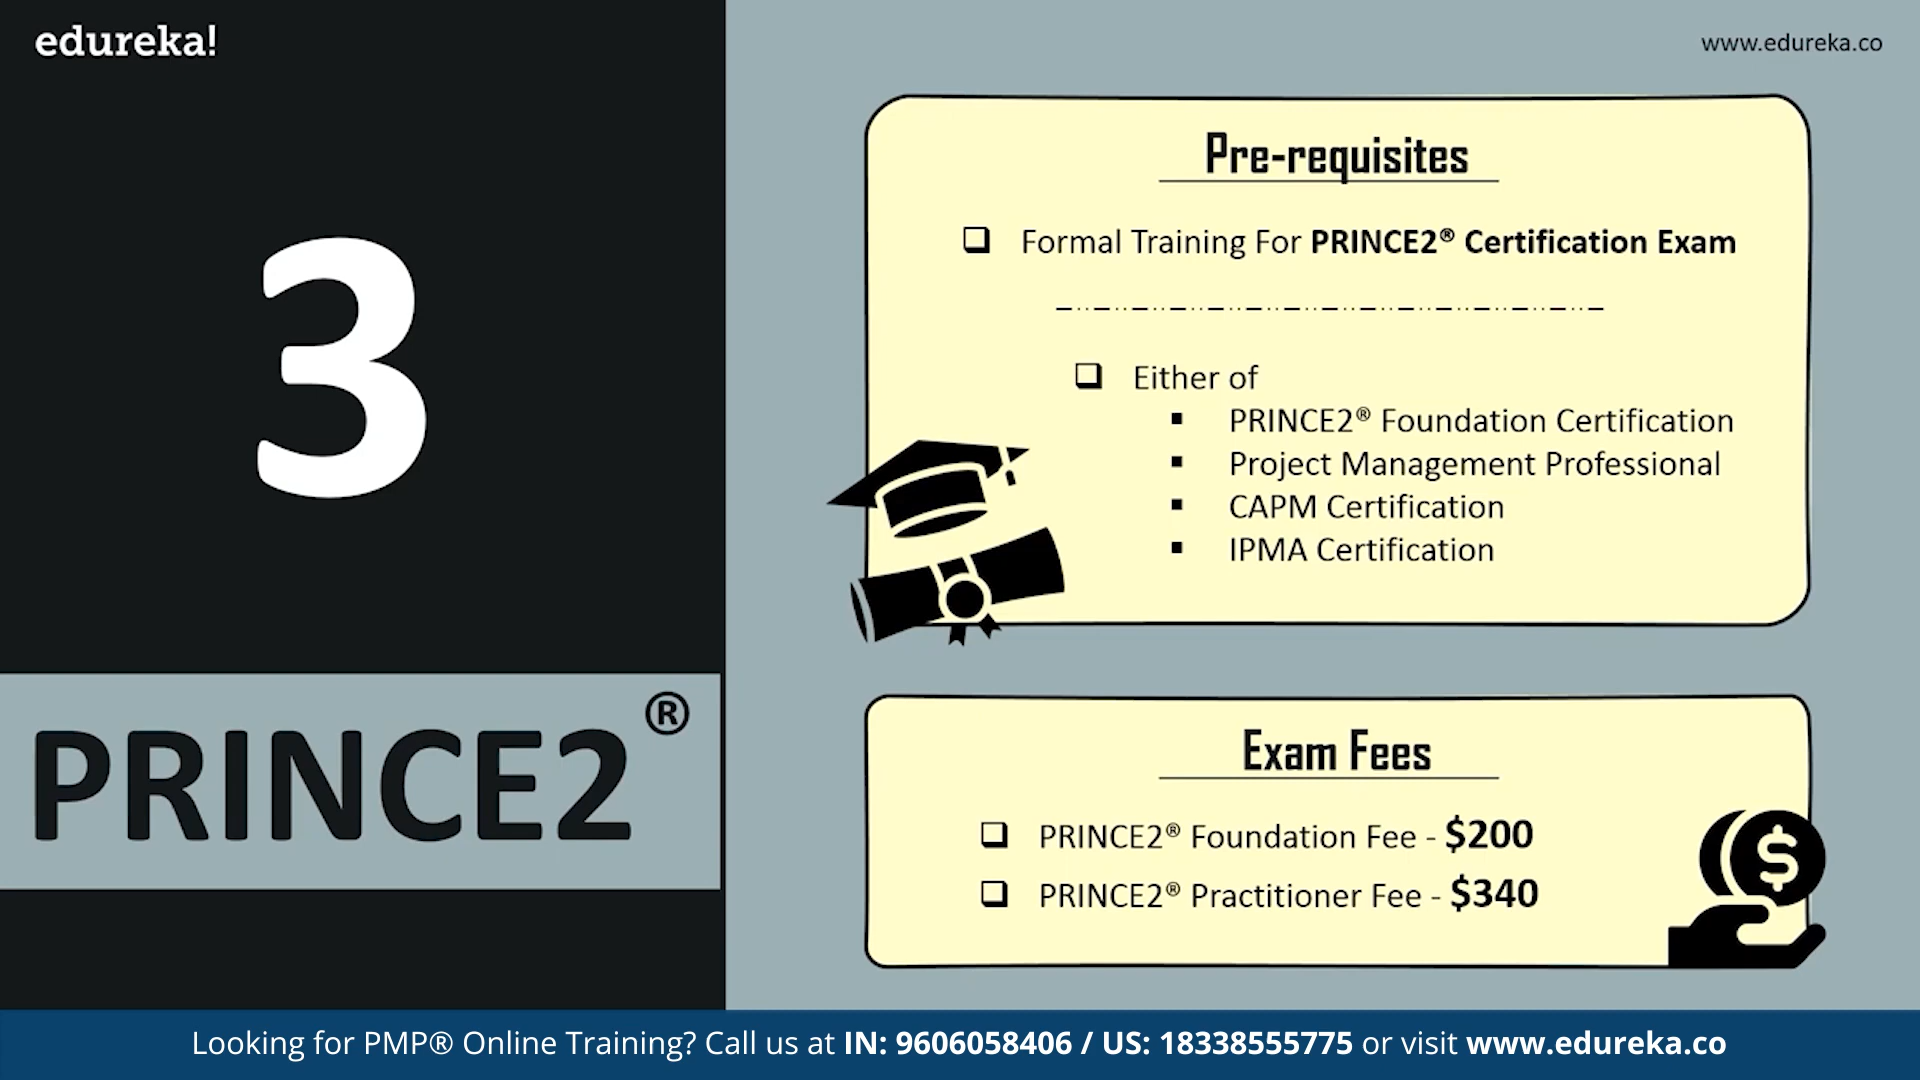 edureka!
www.edureka.co
3
PRINCE2®
Pre-requisites
Formal Training For PRINCE2® Certification Exam
Either of
PRINCE2® Foundation Certification
Project Management Professional
CAPM Certification
IPMA Certification
Exam Fees
PRINCE2® Foundation Fee - $200
PRINCE2® Practitioner Fee - $340
$
Looking for PMP® Online Training? Call us at IN: 9606058406 / US: 18338555775 or visit www.edureka.co